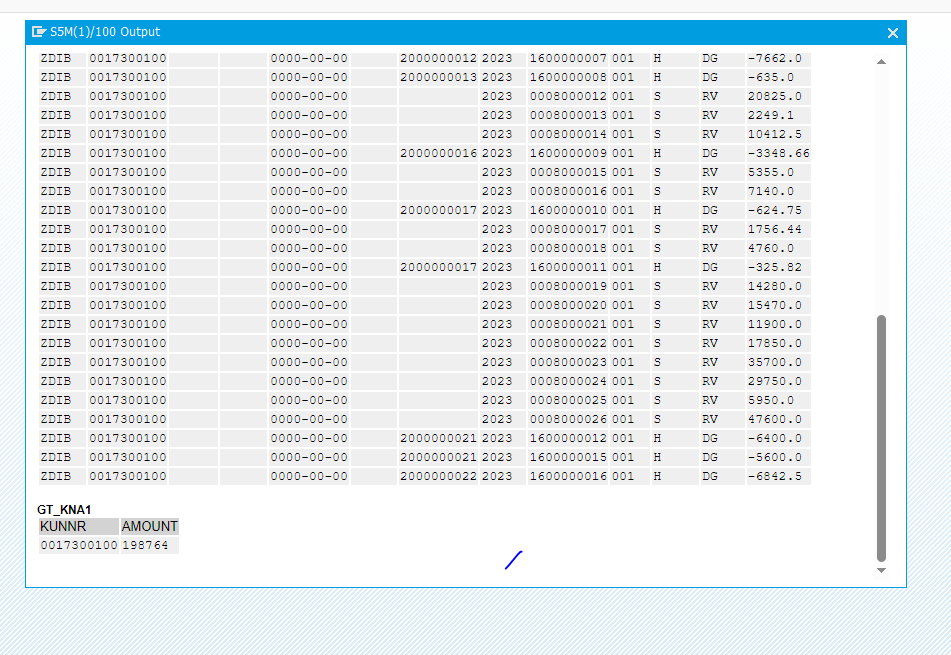 S5M(1)/100 Output
ZDIB 0017300100 0000-00-00 2000000012 2023 1600000007 001 H DG -7662.0
ZDIB 0017300100 0000-00-00 2000000013 2023 1600000008 001 H DG -635.0
ZDIB 0017300100 0000-00-00 2023 0008000012 001 S RV 20825.0
ZDIB 0017300100 0000-00-00 2023 0008000013 001 S RV 2249.1
ZDIB 0017300100 0000-00-00 2023 0008000014 001 S RV 10412.5
ZDIB 0017300100 0000-00-00 2000000016 2023 1600000009 001 H DG -3348.66
ZDIB 0017300100 0000-00-00 2023 0008000015 001 S RV 5355.0
ZDIB 0017300100 0000-00-00 2023 0008000016 001 S RV 7140.0
ZDIB 0017300100 0000-00-00 2000000017 2023 1600000010 001 H DG -624.75
ZDIB 0017300100 0000-00-00 2023 0008000017 001 S RV 1756.44
ZDIB 0017300100 0000-00-00 2023 0008000018 001 S RV 4760.0
ZDIB 0017300100 0000-00-00 2000000017 2023 1600000011 001 H DG -325.82
ZDIB 0017300100 0000-00-00 2023 0008000019 001 S RV 14280.0
ZDIB 0017300100 0000-00-00 2023 0008000020 001 S RV 15470.0
ZDIB 0017300100 0000-00-00 2023 0008000021 001 S RV 11900.0
ZDIB 0017300100 0000-00-00 2023 0008000022 001 S RV 17850.0
ZDIB 0017300100 0000-00-00 2023 0008000023 001 S RV 35700.0
ZDIB 0017300100 0000-00-00 2023 0008000024 001 S RV 29750.0
ZDIB 0017300100 0000-00-00 2023 0008000025 001 S RV 5950.0
ZDIB 0017300100 0000-00-00 2023 0008000026 001 S RV 47600.0
ZDIB 0017300100 0000-00-00 2000000021 2023 1600000012 001 H DG -6400.0
ZDIB 0017300100 0000-00-00 2000000021 2023 1600000015 001 H DG -5600.0
ZDIB 0017300100 0000-00-00 2000000022 2023 1600000016 001 H DG -6842.5
GT_KNA1
KUNNR AMOUNT
0017300100 198764